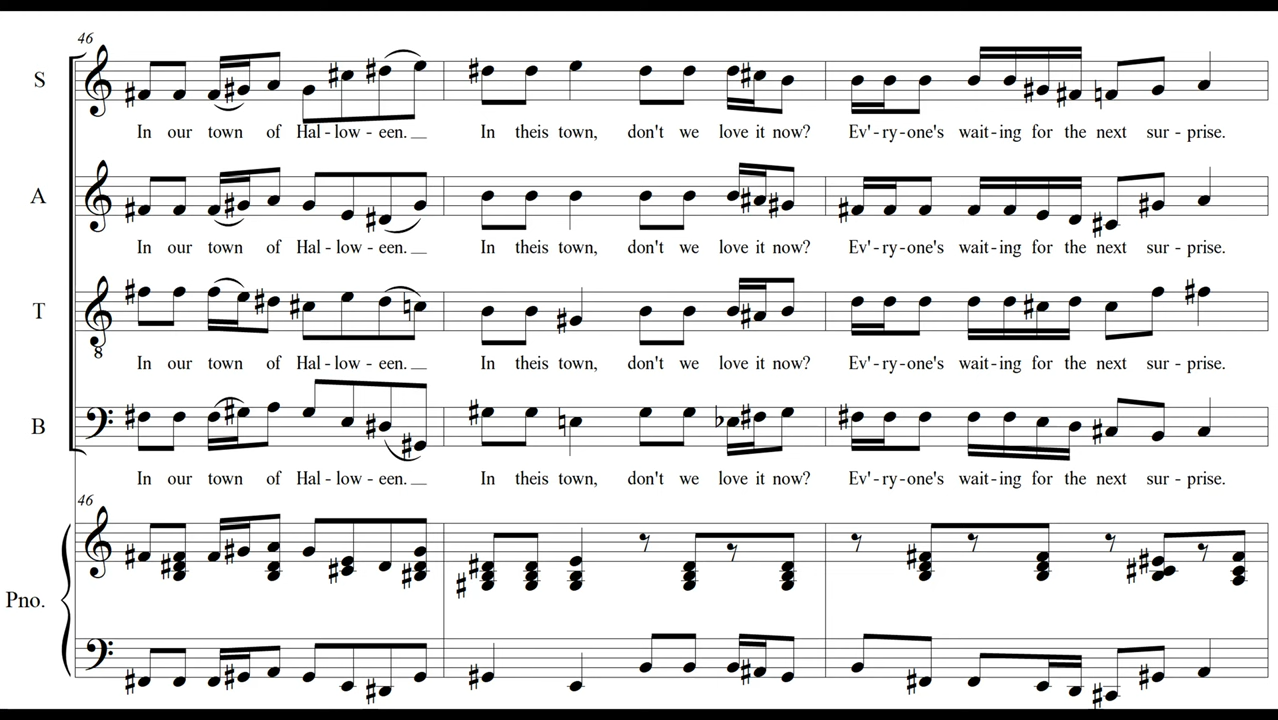 46
S
In our town of Hal - low - een. In theis town, don't we love it now? Ev' - ry - one's wait - ing for the next sur - prise.
A
In our town of Hal - low - een. In theis town, don't we love it now? Ev' - ry - one's wait - ing for the next sur - prise.
T
8
In our town of Hal - low - een. In theis town, don't we love it now? Ev' - ry - one's wait - ing for the next sur - prise.
B
In our town of Hal - low - een. In theis town, don't we love it now? Ev' - ry - one's wait - ing for the next sur - prise.
46
Pno.